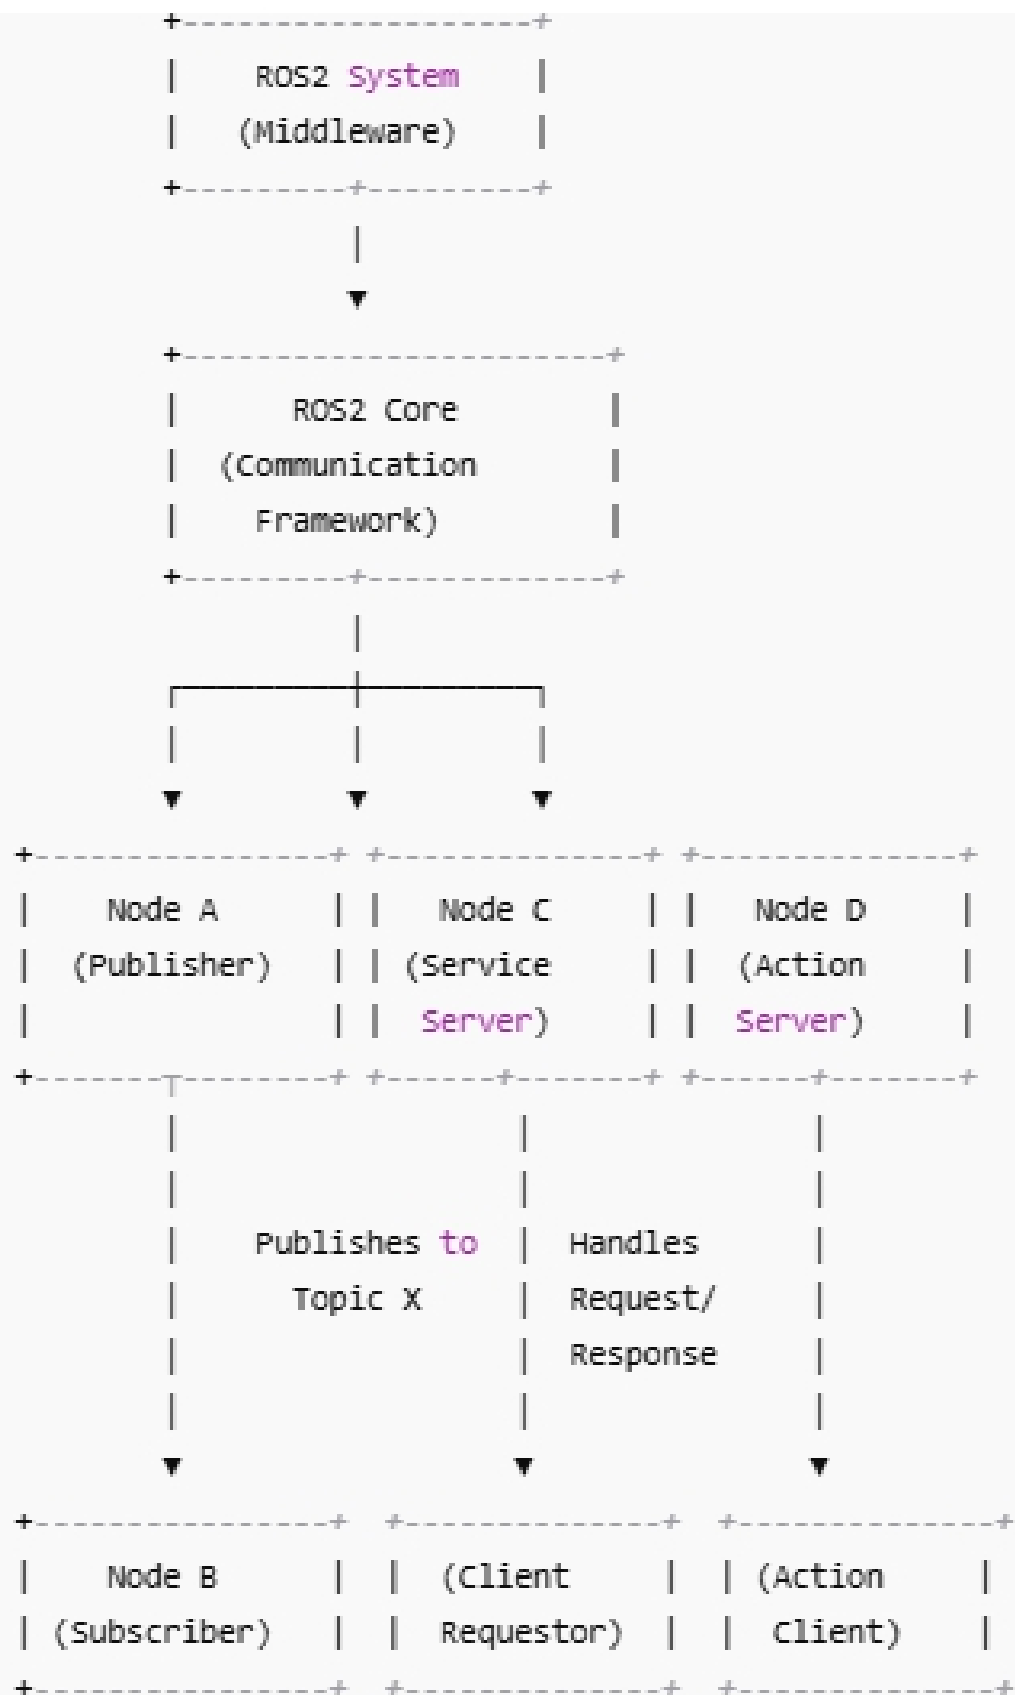 ROS2 System
(Middleware)
ROS2 Core
(Communication
Framework)
Node A
(Publisher)
Node C
(Service
Server)
Node D
(Action
Server)
Publishes to
Topic X
Handles
Request/
Response
Node B
(Subscriber)
(Client
Requestor)
(Action
Client)